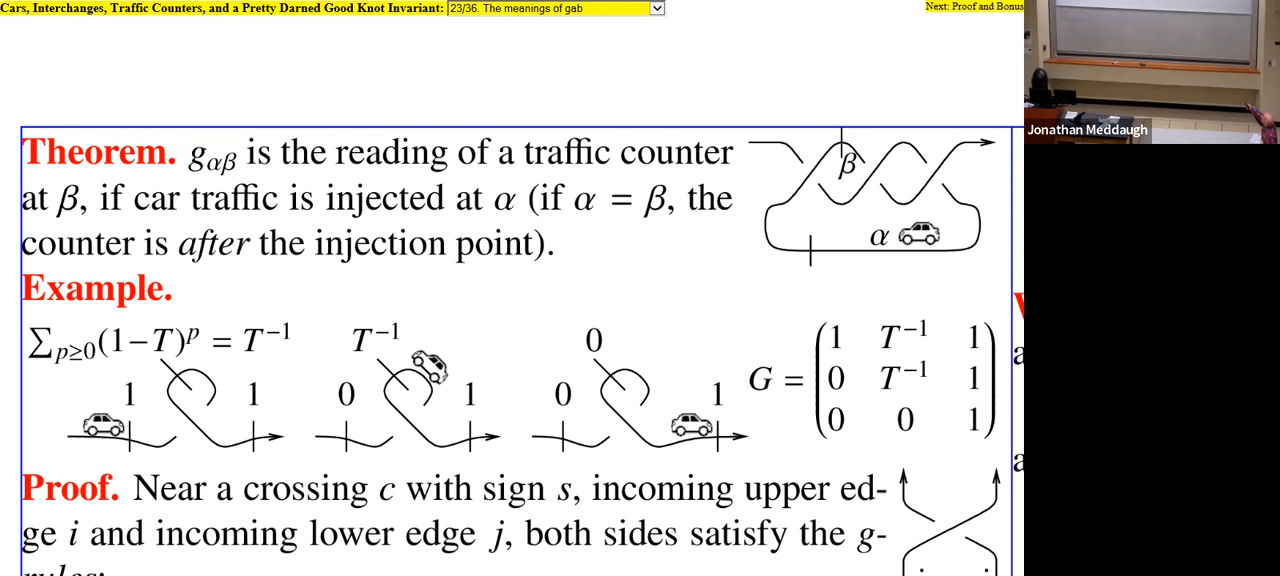 Cars, Interchanges, Traffic Counters, and a Pretty Darned Good Knot Invariant: 23/36. The meanings of gab
Next: Proof and Bonus
Jonathan Meddaugh
Theorem. gαβ is the reading of a traffic counter
at β, if car traffic is injected at α (if α = β, the
counter is after the injection point).
β
α
Example.
∑p≥0(1−T)ᵖ = T⁻¹
1 1
T⁻¹
0 1
0
0 1
G = (1 T⁻¹ 1
0 T⁻¹ 1
0 0 1)
Proof. Near a crossing c with sign s, incoming upper ed-
ge i and incoming lower edge j, both sides satisfy the g-
rules: